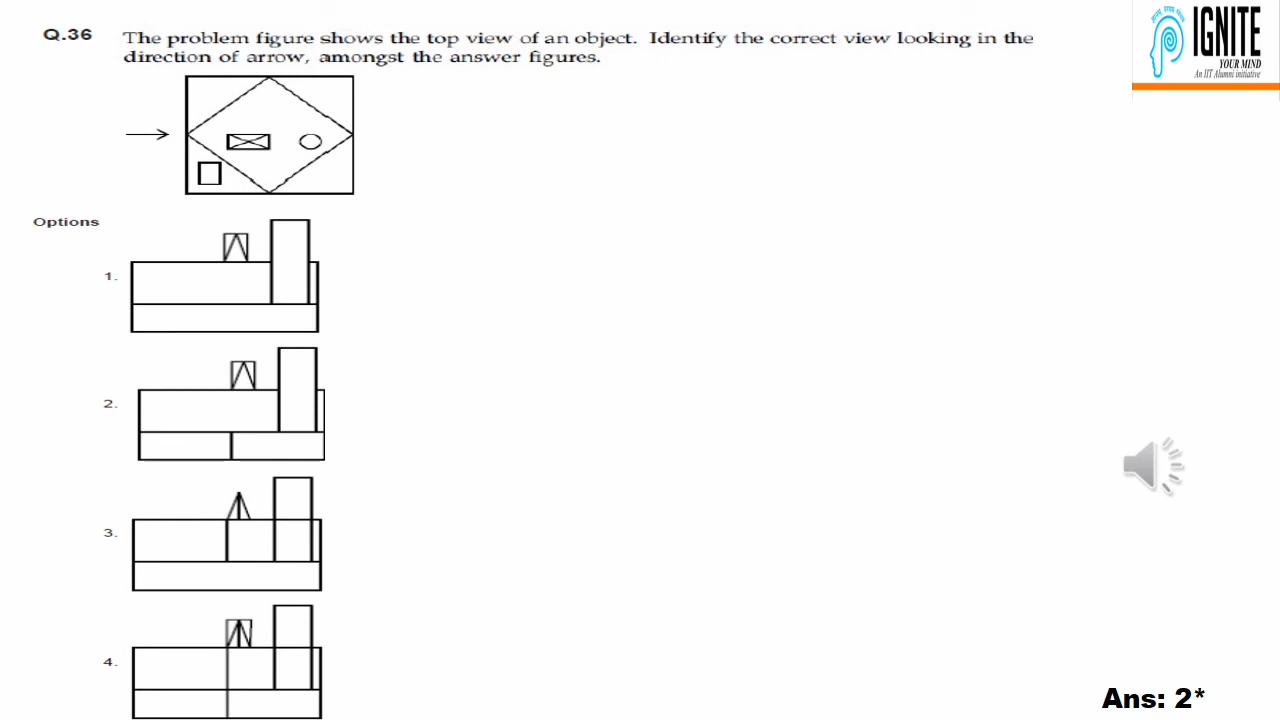 Q.36 The problem figure shows the top view of an object. Identify the correct view looking in the
direction of arrow, amongst the answer figures.
IGNITE
YOUR MIND
An IIT Alumni initiative
Options
1.
2.
3.
4.
Ans: 2*